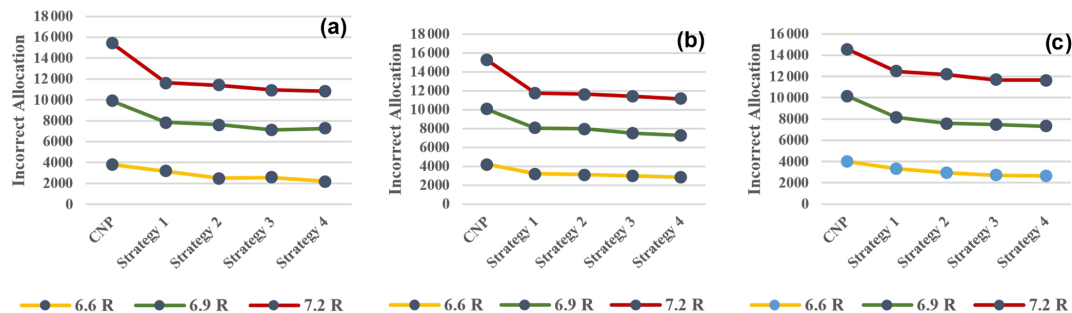 (a)
Incorrect Allocation
18 000
16 000
14 000
12 000
10 000
8000
6000
4000
2000
0
CNP
Strategy 1
Strategy 2
Strategy 3
Strategy 4
6.6 R 6.9 R 7.2 R
(b)
Incorrect Allocation
18 000
16 000
14 000
12 000
10 000
8000
6000
4000
2000
0
CNP
Strategy 1
Strategy 2
Strategy 3
Strategy 4
6.6 R 6.9 R 7.2 R
(c)
Incorrect Allocation
16 000
14 000
12 000
10 000
8000
6000
4000
2000
0
CNP
Strategy 1
Strategy 2
Strategy 3
Strategy 4
6.6 R 6.9 R 7.2 R